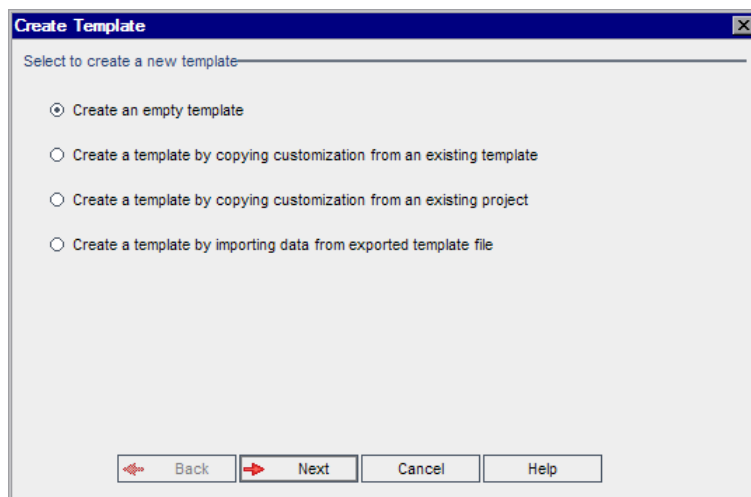 Create Template
Select to create a new template
Create an empty template
Create a template by copying customization from an existing template
Create a template by copying customization from an existing project
Create a template by importing data from exported template file
Back Next Cancel Help